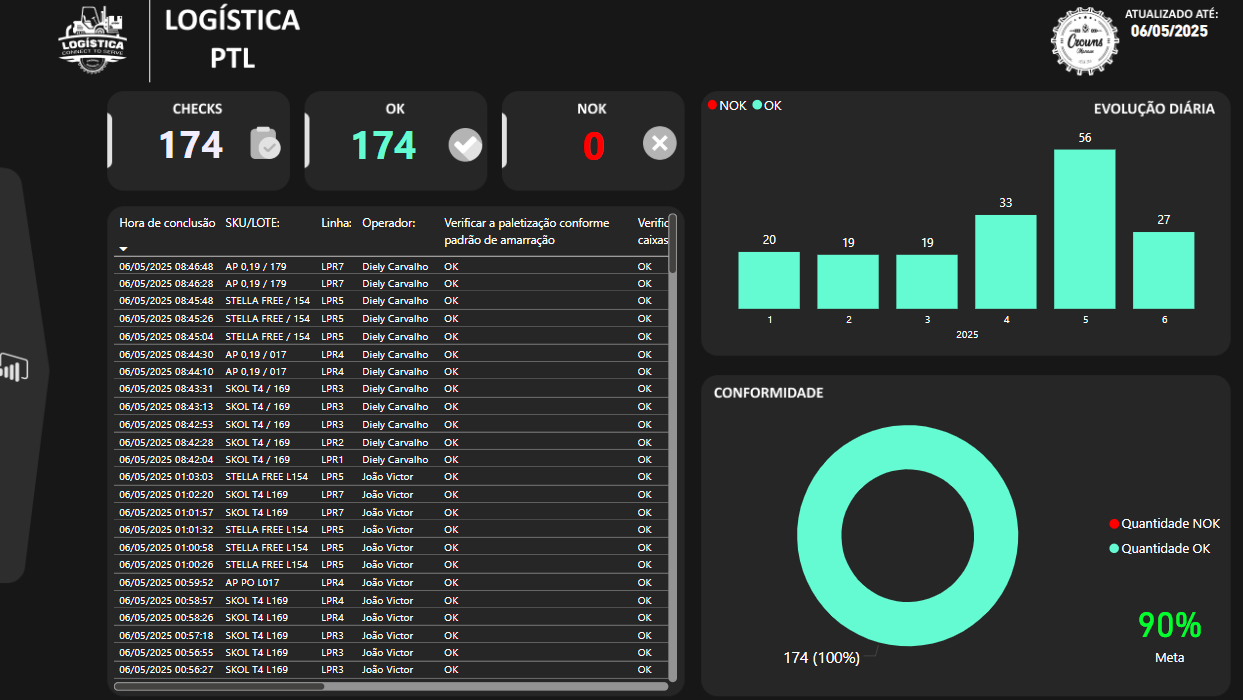 LOGÍSTICA
CONNECT TO SERVE
LOGÍSTICA
PTL
Crowns
ATUALIZADO ATÉ:
06/05/2025
CHECKS
174
OK
174
NOK
0
NOK OK
EVOLUÇÃO DIÁRIA
56
33
27
20
19
19
1 2 3 4 5 6
2025
Hora de conclusão SKU/LOTE: Linha: Operador: Verificar a paletização conforme padrão de amarração Verific caixas
06/05/2025 08:46:48 AP 0,19 / 179 LPR7 Diely Carvalho OK OK
06/05/2025 08:46:28 AP 0,19 / 179 LPR7 Diely Carvalho OK OK
06/05/2025 08:45:48 STELLA FREE / 154 LPR5 Diely Carvalho OK OK
06/05/2025 08:45:26 STELLA FREE / 154 LPR5 Diely Carvalho OK OK
06/05/2025 08:45:04 STELLA FREE / 154 LPR5 Diely Carvalho OK OK
06/05/2025 08:44:30 AP 0,19 / 017 LPR4 Diely Carvalho OK OK
06/05/2025 08:44:10 AP 0,19 / 017 LPR4 Diely Carvalho OK OK
06/05/2025 08:43:31 SKOL T4 / 169 LPR3 Diely Carvalho OK OK
06/05/2025 08:43:13 SKOL T4 / 169 LPR3 Diely Carvalho OK OK
06/05/2025 08:42:53 SKOL T4 / 169 LPR3 Diely Carvalho OK OK
06/05/2025 08:42:28 SKOL T4 / 169 LPR2 Diely Carvalho OK OK
06/05/2025 08:42:04 SKOL T4 / 169 LPR1 Diely Carvalho OK OK
06/05/2025 01:03:03 STELLA FREE L154 LPR5 João Victor OK OK
06/05/2025 01:02:20 SKOL T4 L169 LPR7 João Victor OK OK
06/05/2025 01:01:57 SKOL T4 L169 LPR7 João Victor OK OK
06/05/2025 01:01:32 STELLA FREE L154 LPR5 João Victor OK OK
06/05/2025 01:00:58 STELLA FREE L154 LPR5 João Victor OK OK
06/05/2025 01:00:26 STELLA FREE L154 LPR5 João Victor OK OK
06/05/2025 00:59:52 AP PO L017 LPR4 João Victor OK OK
06/05/2025 00:58:57 SKOL T4 L169 LPR4 João Victor OK OK
06/05/2025 00:58:26 SKOL T4 L169 LPR4 João Victor OK OK
06/05/2025 00:57:18 SKOL T4 L169 LPR3 João Victor OK OK
06/05/2025 00:56:55 SKOL T4 L169 LPR3 João Victor OK OK
06/05/2025 00:56:27 SKOL T4 L169 LPR3 João Victor OK OK
CONFORMIDADE
Quantidade NOK
Quantidade OK
174 (100%)
90%
Meta